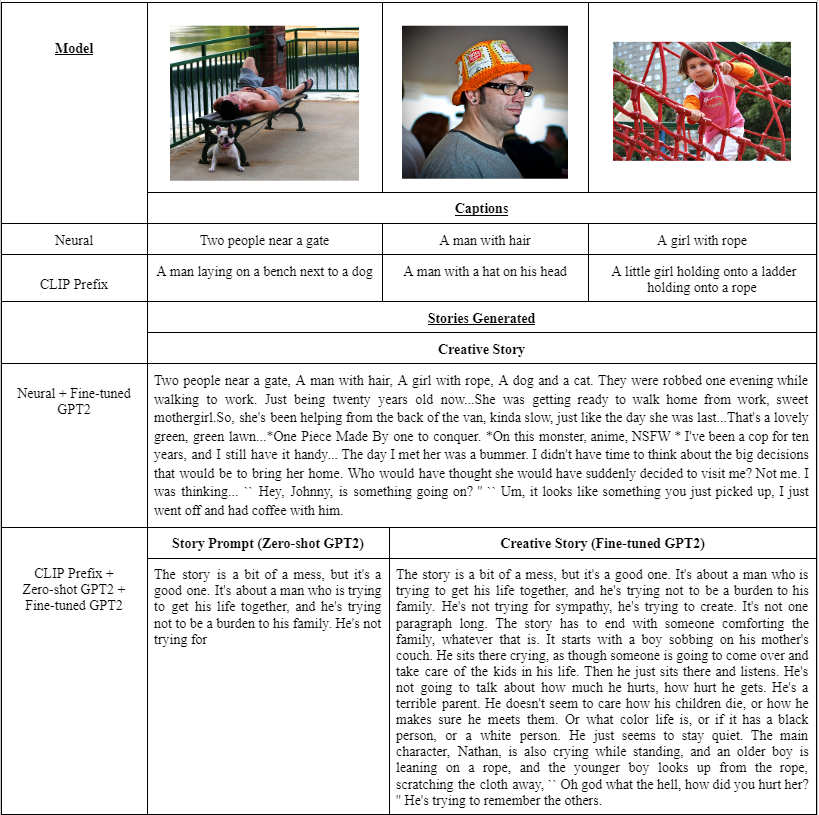 Model
Captions
Neural
Two people near a gate
A man with hair
A girl with rope
CLIP Prefix
A man laying on a bench next to a dog
A man with a hat on his head
A little girl holding onto a ladder
holding onto a rope
Stories Generated
Creative Story
Neural + Fine-tuned
GPT2
Two people near a gate, A man with hair, A girl with rope, A dog and a cat. They were robbed one evening while
walking to work. Just being twenty years old now...She was getting ready to walk home from work, sweet
mothergirl.So, she's been helping from the back of the van, kinda slow, just like the day she was last...That's a lovely
green, green lawn...*One Piece Made By one to conquer. *On this monster, anime, NSFW * I've been a cop for ten
years, and I still have it handy... The day I met her was a bummer. I didn't have time to think about the big decisions
that would be to bring her home. Who would have thought she would have suddenly decided to visit me? Not me. I
was thinking... `` Hey, Johnny, is something going on? '' `` Um, it looks like something you just picked up, I just
went off and had coffee with him.
CLIP Prefix +
Zero-shot GPT2 +
Fine-tuned GPT2
Story Prompt (Zero-shot GPT2)
The story is a bit of a mess, but it's a
good one. It's about a man who is trying
to get his life together, and he's trying
not to be a burden to his family. He's not
trying for
Creative Story (Fine-tuned GPT2)
The story is a bit of a mess, but it's a good one. It's about a man who is
trying to get his life together, and he's trying not to be a burden to his
family. He's not trying for sympathy, he's trying to create. It's not one
paragraph long. The story has to end with someone comforting the
family, whatever that is. It starts with a boy sobbing on his mother's
couch. He sits there crying, as though someone is going to come over and
take care of the kids in his life. Then he just sits there and listens. He's
not going to talk about how much he hurts, how hurt he gets. He's a
terrible parent. He doesn't seem to care how his children die, or how he
makes sure he meets them. Or what color life is, or if it has a black
person, or a white person. He just seems to stay quiet. The main
character, Nathan, is also crying while standing, and an older boy is
leaning on a rope, and the younger boy looks up from the rope,
scratching the cloth away, `` Oh god what the hell, how did you hurt her?
'' He's trying to remember the others.